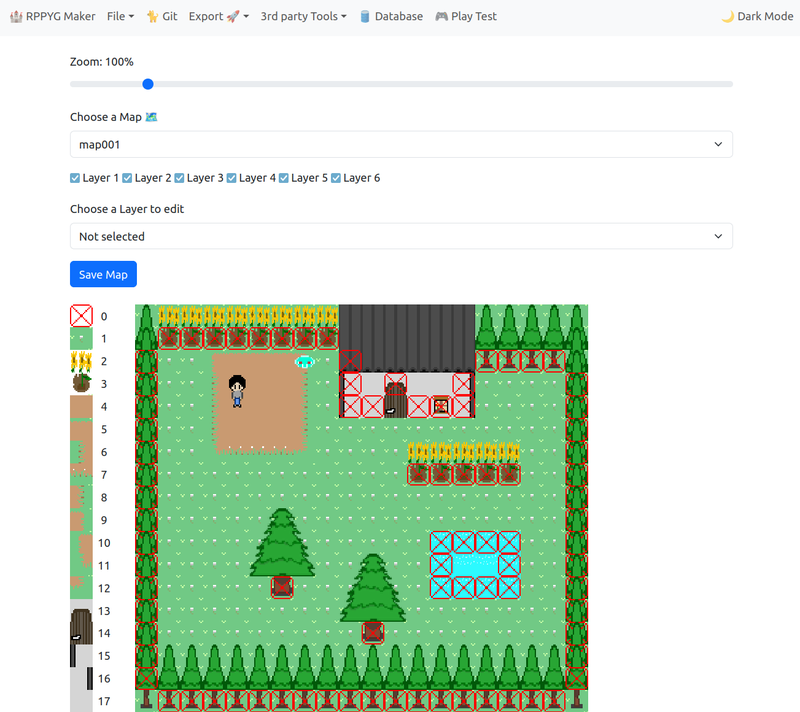 🏰 RPPYG Maker File 🐈 Git Export 🚀 3rd party Tools 🛢️ Database 🎮 Play Test 🌙 Dark Mode
Zoom: 100%
Choose a Map 🗺️
map001
Layer 1 Layer 2 Layer 3 Layer 4 Layer 5 Layer 6
Choose a Layer to edit
Not selected
Save Map
0
1
2
3
4
5
6
7
8
9
10
11
12
13
14
15
16
17